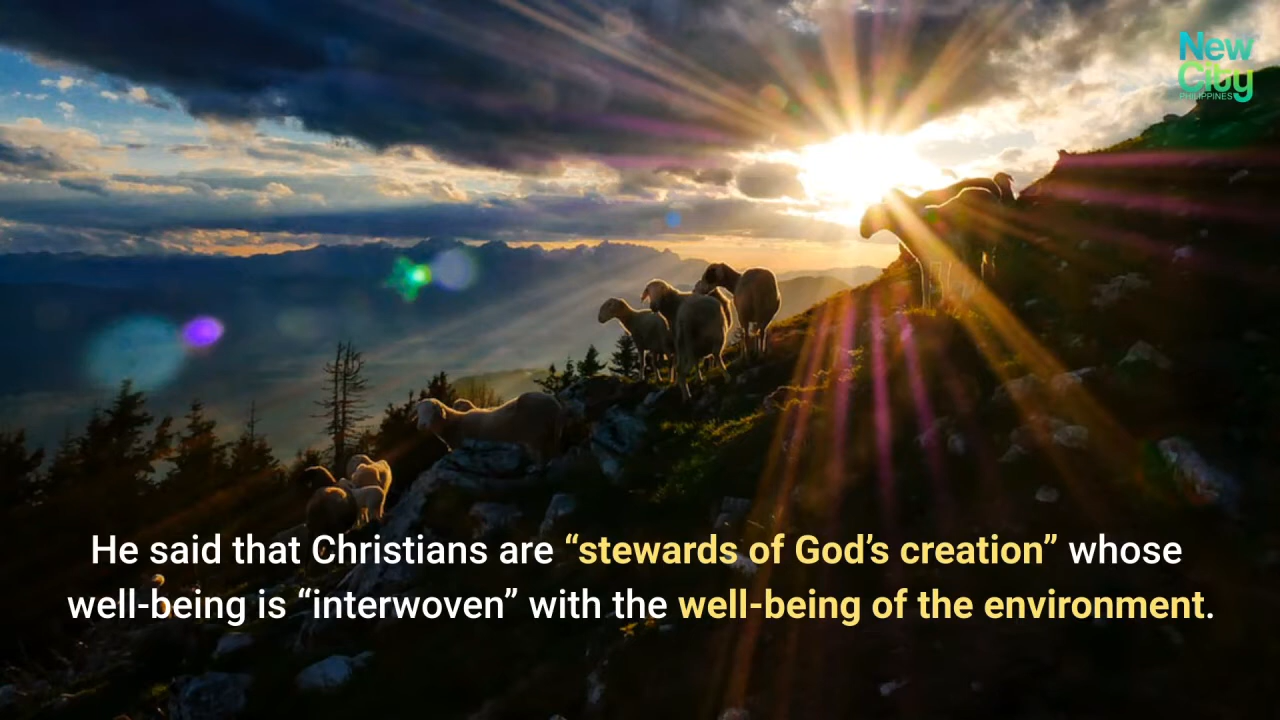 New
City
PHILIPPINES
He said that Christians are “stewards of God’s creation” whose
well-being is “interwoven” with the well-being of the environment.